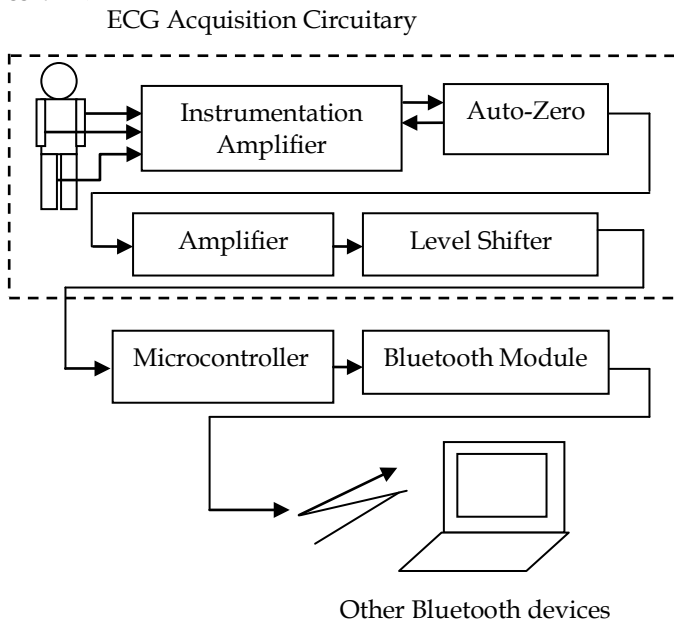 ECG Acquisition Circuitary
Instrumentation
Amplifier
Auto-Zero
Amplifier
Level Shifter
Microcontroller
Bluetooth Module
Other Bluetooth devices